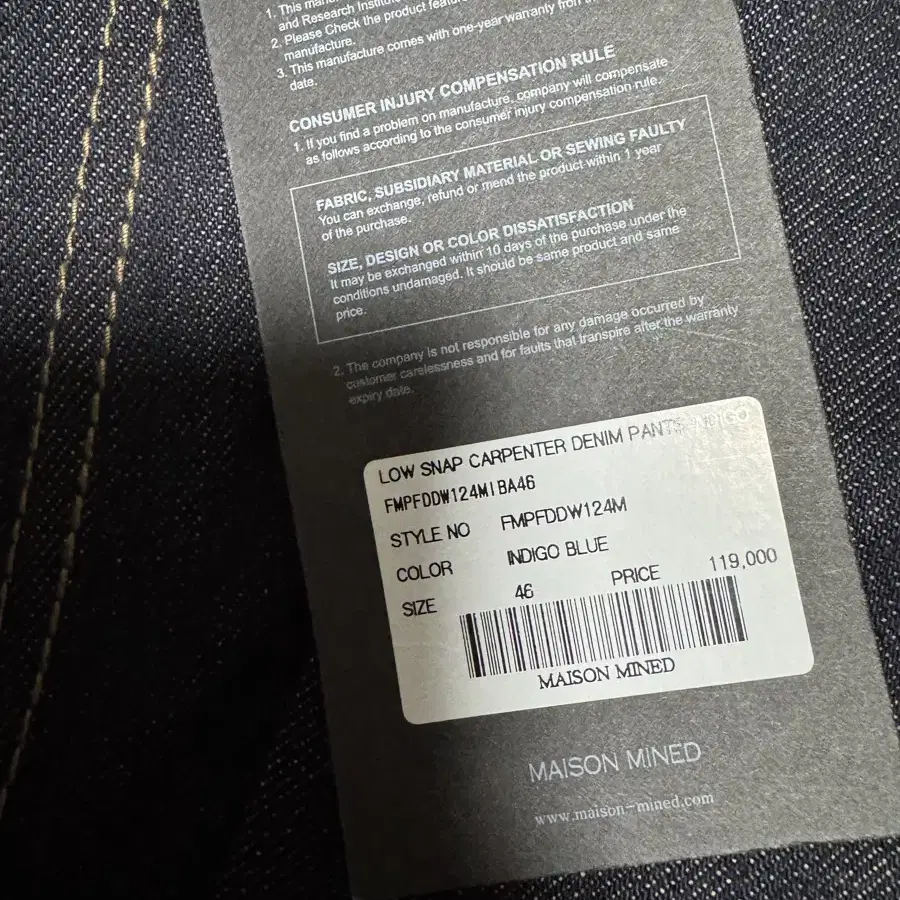 1. This
and Research Institute
2. Please Check the product
manufacture.
3. This manufacture comes with one-year warranty from the
date.
CONSUMER INJURY COMPENSATION RULE
1. If you find a problem on manufacture, company will compensate
as follows according to the consumer injury compensation rule.
FABRIC, SUBSIDIARY MATERIAL OR SEWING FAULTY
You can exchange, refund or mend the product within 1 year
of the purchase.
SIZE, DESIGN OR COLOR DISSATISFACTION
It may be exchanged within 10 days of the purchase under the
conditions undamaged. It should be same product and same
price.
2. The company is not responsible for any damage occurred by
customer carelessness and for faults that transpire after the warranty
expiry date.
LOW SNAP CARPENTER DENIM PANTS INDIGO
FMPFDDW124MIBA46
STYLE NO FMPFDDW124M
COLOR INDIGO BLUE
SIZE 46 PRICE 119,000
MAISON MINED
MAISON MINED
www.maison-mined.com